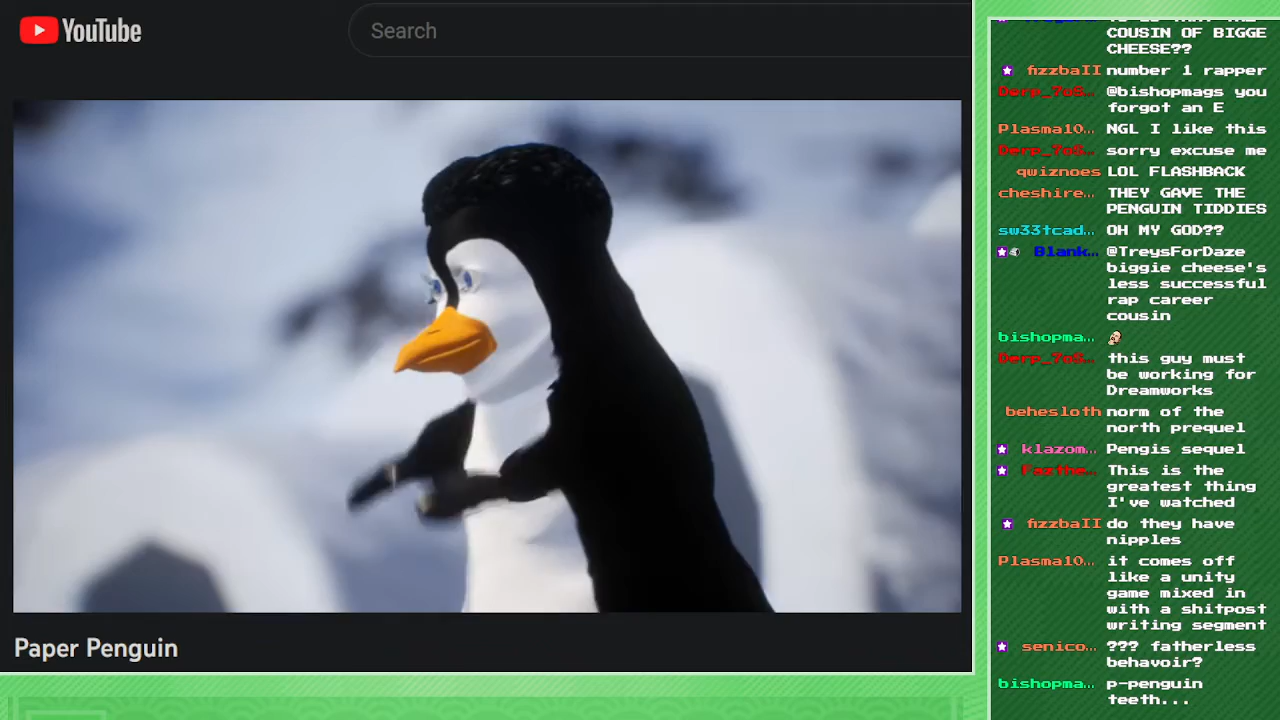 YouTube
Search
Paper Penguin
COUSIN OF BIGGE
CHEESE??
fizzbaII number 1 rapper
Derp_7o8… @bishopmags you
forgot an E
Plasma10… NGL I like this
Derp_7o8… sorry excuse me
qwiznoes LOL FLASHBACK
cheshire… THEY GAVE THE
PENGUIN TIDDIES
sw33tcad… OH MY GOD??
Blank… @TreysForDaze
biggie cheese's
less successful
rap career
cousin
bishopma…
Derp_7o8… this guy must
be working for
Dreamworks
behesloth norm of the
north prequel
klazom… Pengis sequel
This is the
greatest thing
I've watched
fizzbaII do they have
nipples
Plasma10… it comes off
like a unity
game mixed in
with a shitpost
writing segment
senico… ??? fatherless
behavoir?
bishopma… p-penguin
teeth...